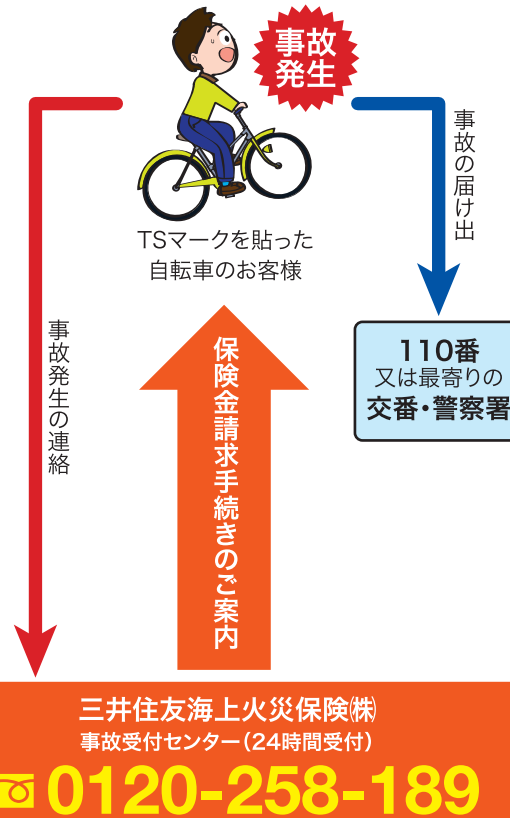 事故
発生
TSマークを貼った
自転車のお客様
事故の届け出
110番
又は最寄りの
交番・警察署
事故発生の連絡
保険金請求手続きのご案内
三井住友海上火災保険㈱
事故受付センター（24時間受付）
0120-258-189